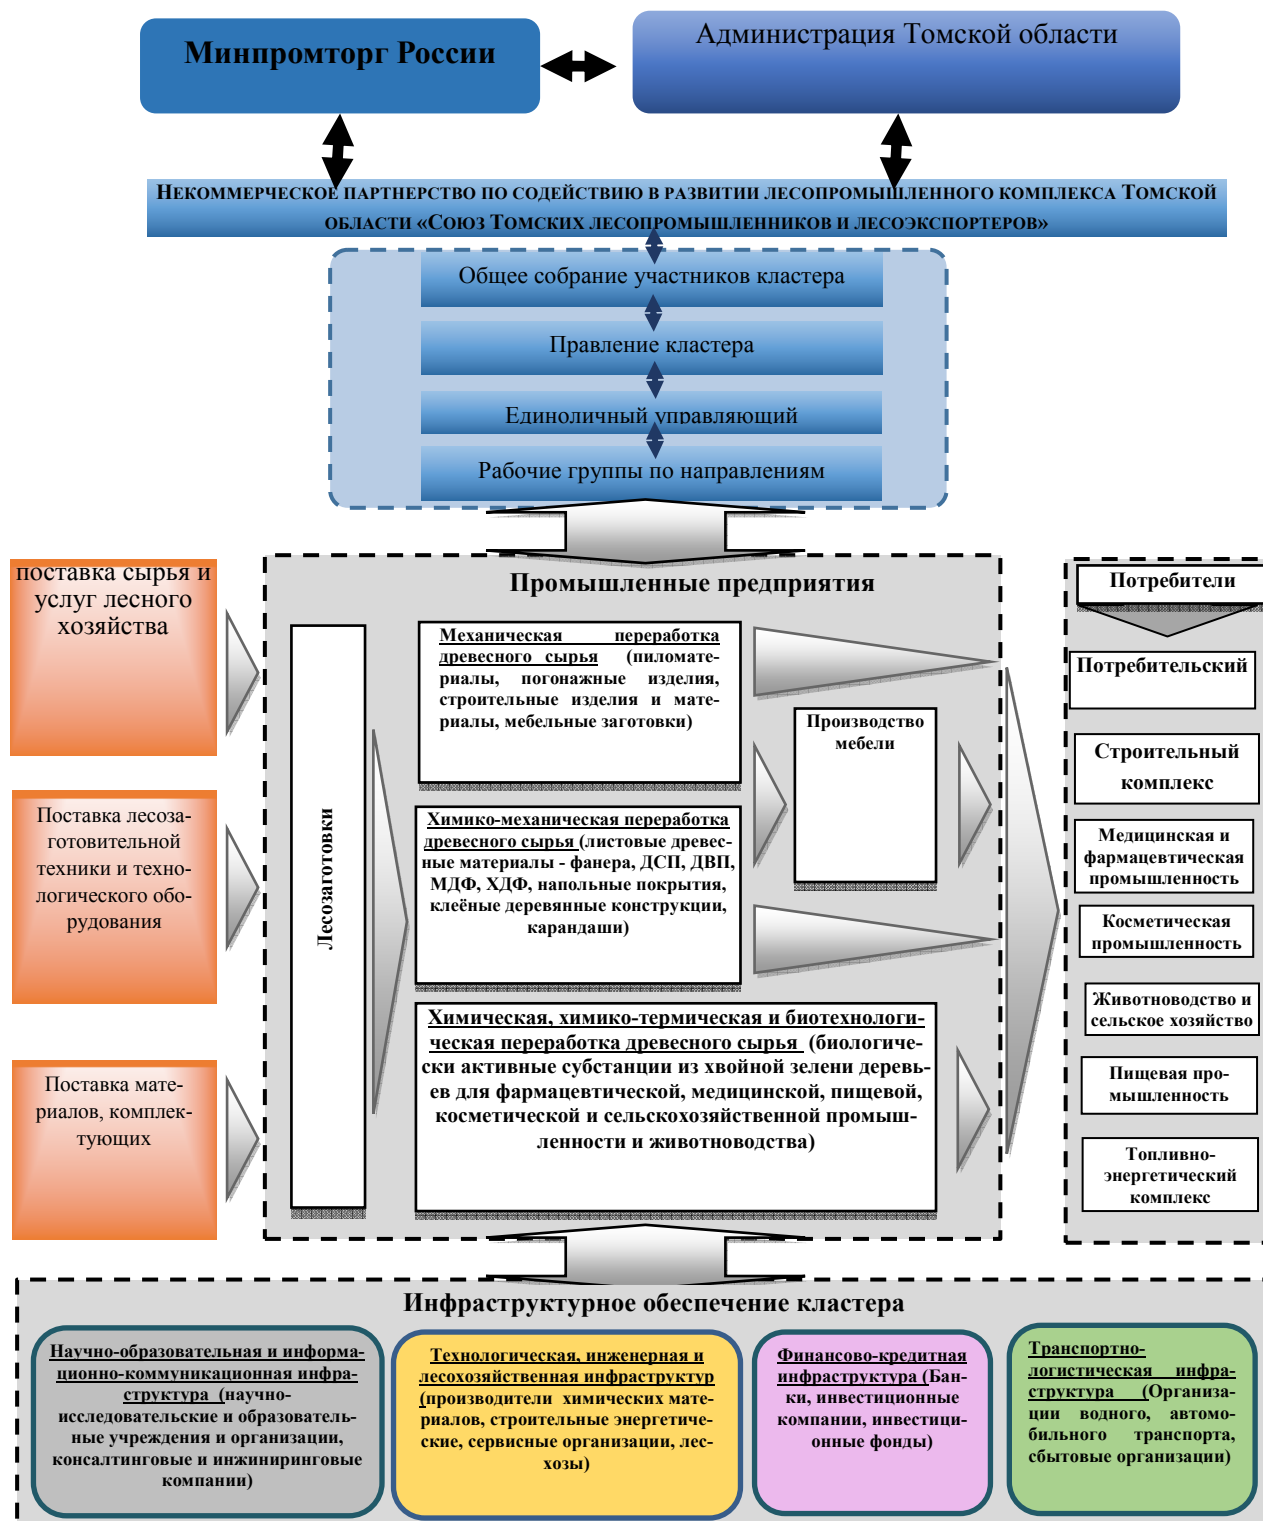 Минпромторг России
Администрация Томской области
НЕКОММЕРЧЕСКОЕ ПАРТНЕРСТВО ПО СОДЕЙСТВИЮ В РАЗВИТИИ ЛЕСОПРОМЫШЛЕННОГО КОМПЛЕКСА ТОМСКОЙ
ОБЛАСТИ «СОЮЗ ТОМСКИХ ЛЕСОПРОМЫШЛЕННИКОВ И ЛЕСОЭКСПОРТЕРОВ»
Общее собрание участников кластера
Правление кластера
Единоличный управляющий
Рабочие группы по направлениям
поставка сырья и
услуг лесного
хозяйства
Поставка лесоза-
готовительной
техники и техно-
логического обо-
рудования
Поставка мате-
риалов, комплек-
тующих
Промышленные предприятия
Лесозаготовки
Механическая переработка
древесного сырья (пиломате-
риалы, погонажные изделия,
строительные изделия и мате-
риалы, мебельные заготовки)
Химико-механическая переработка
древесного сырья (листовые древес-
ные материалы - фанера, ДСП, ДВП,
МДФ, ХДФ, напольные покрытия,
клеёные деревянные конструкции,
карандаши)
Производство
мебели
Химическая, химико-термическая и биотехнологи-
ческая переработка древесного сырья (биологиче-
ски активные субстанции из хвойной зелени деревь-
ев для фармацевтической, медицинской, пищевой,
косметической и сельскохозяйственной промыш-
ленности и животноводства)
Потребители
Потребительский
Строительный
комплекс
Медицинская и
фармацевтическая
промышленность
Косметическая
промышленность
Животноводство и
сельское хозяйство
Пищевая про-
мышленность
Топливно-
энергетический
комплекс
Инфраструктурное обеспечение кластера
Научно-образовательная и информа-
ционно-коммуникационная инфра-
структура (научно-
исследовательские и образователь-
ные учреждения и организации,
консалтинговые и инжиниринговые
компании)
Технологическая, инженерная и
лесохозяйственная инфраструктур
(производители химических мате-
риалов, строительные энергетиче-
ские, сервисные организации, лес-
хозы)
Финансово-кредитная
инфраструктура (Бан-
ки, инвестиционные
компании, инвестици-
онные фонды)
Транспортно-
логистическая инфра-
структура (Организа-
ции водного, автомо-
бильного транспорта,
сбытовые организации)